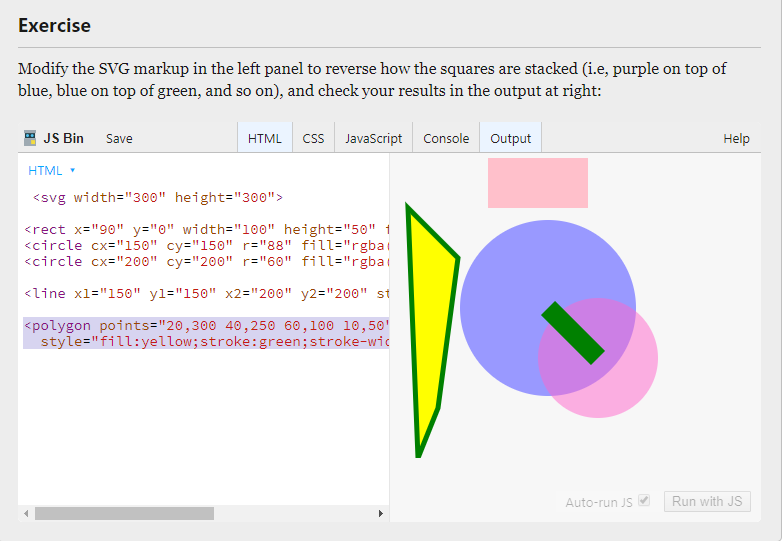 Exercise
Modify the SVG markup in the left panel to reverse how the squares are stacked (i.e, purple on top of
blue, blue on top of green, and so on), and check your results in the output at right:
JS Bin Save HTML CSS JavaScript Console Output Help
HTML
<svg width="300" height="300">
<rect x="90" y="0" width="100" height="50" f
<circle cx="150" cy="150" r="88" fill="rgba(
<circle cx="200" cy="200" r="60" fill="rgba(
<line x1="150" y1="150" x2="200" y2="200" st
<polygon points="20,300 40,250 60,100 10,50"
style="fill:yellow;stroke:green;stroke-wid
Auto-run JS Run with JS